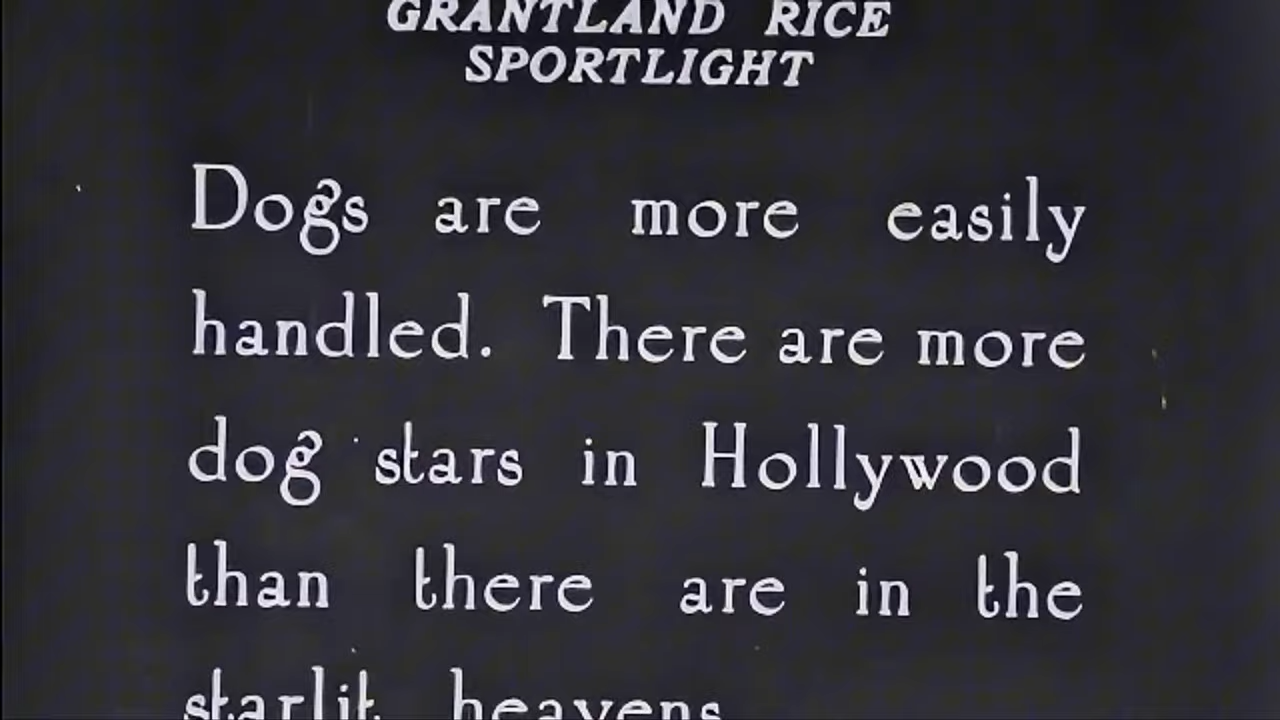 GRANTLAND RICE
SPORTLIGHT
Dogs are more easily
handled. There are more
dog stars in Hollywood
than there are in the
starlit heavens